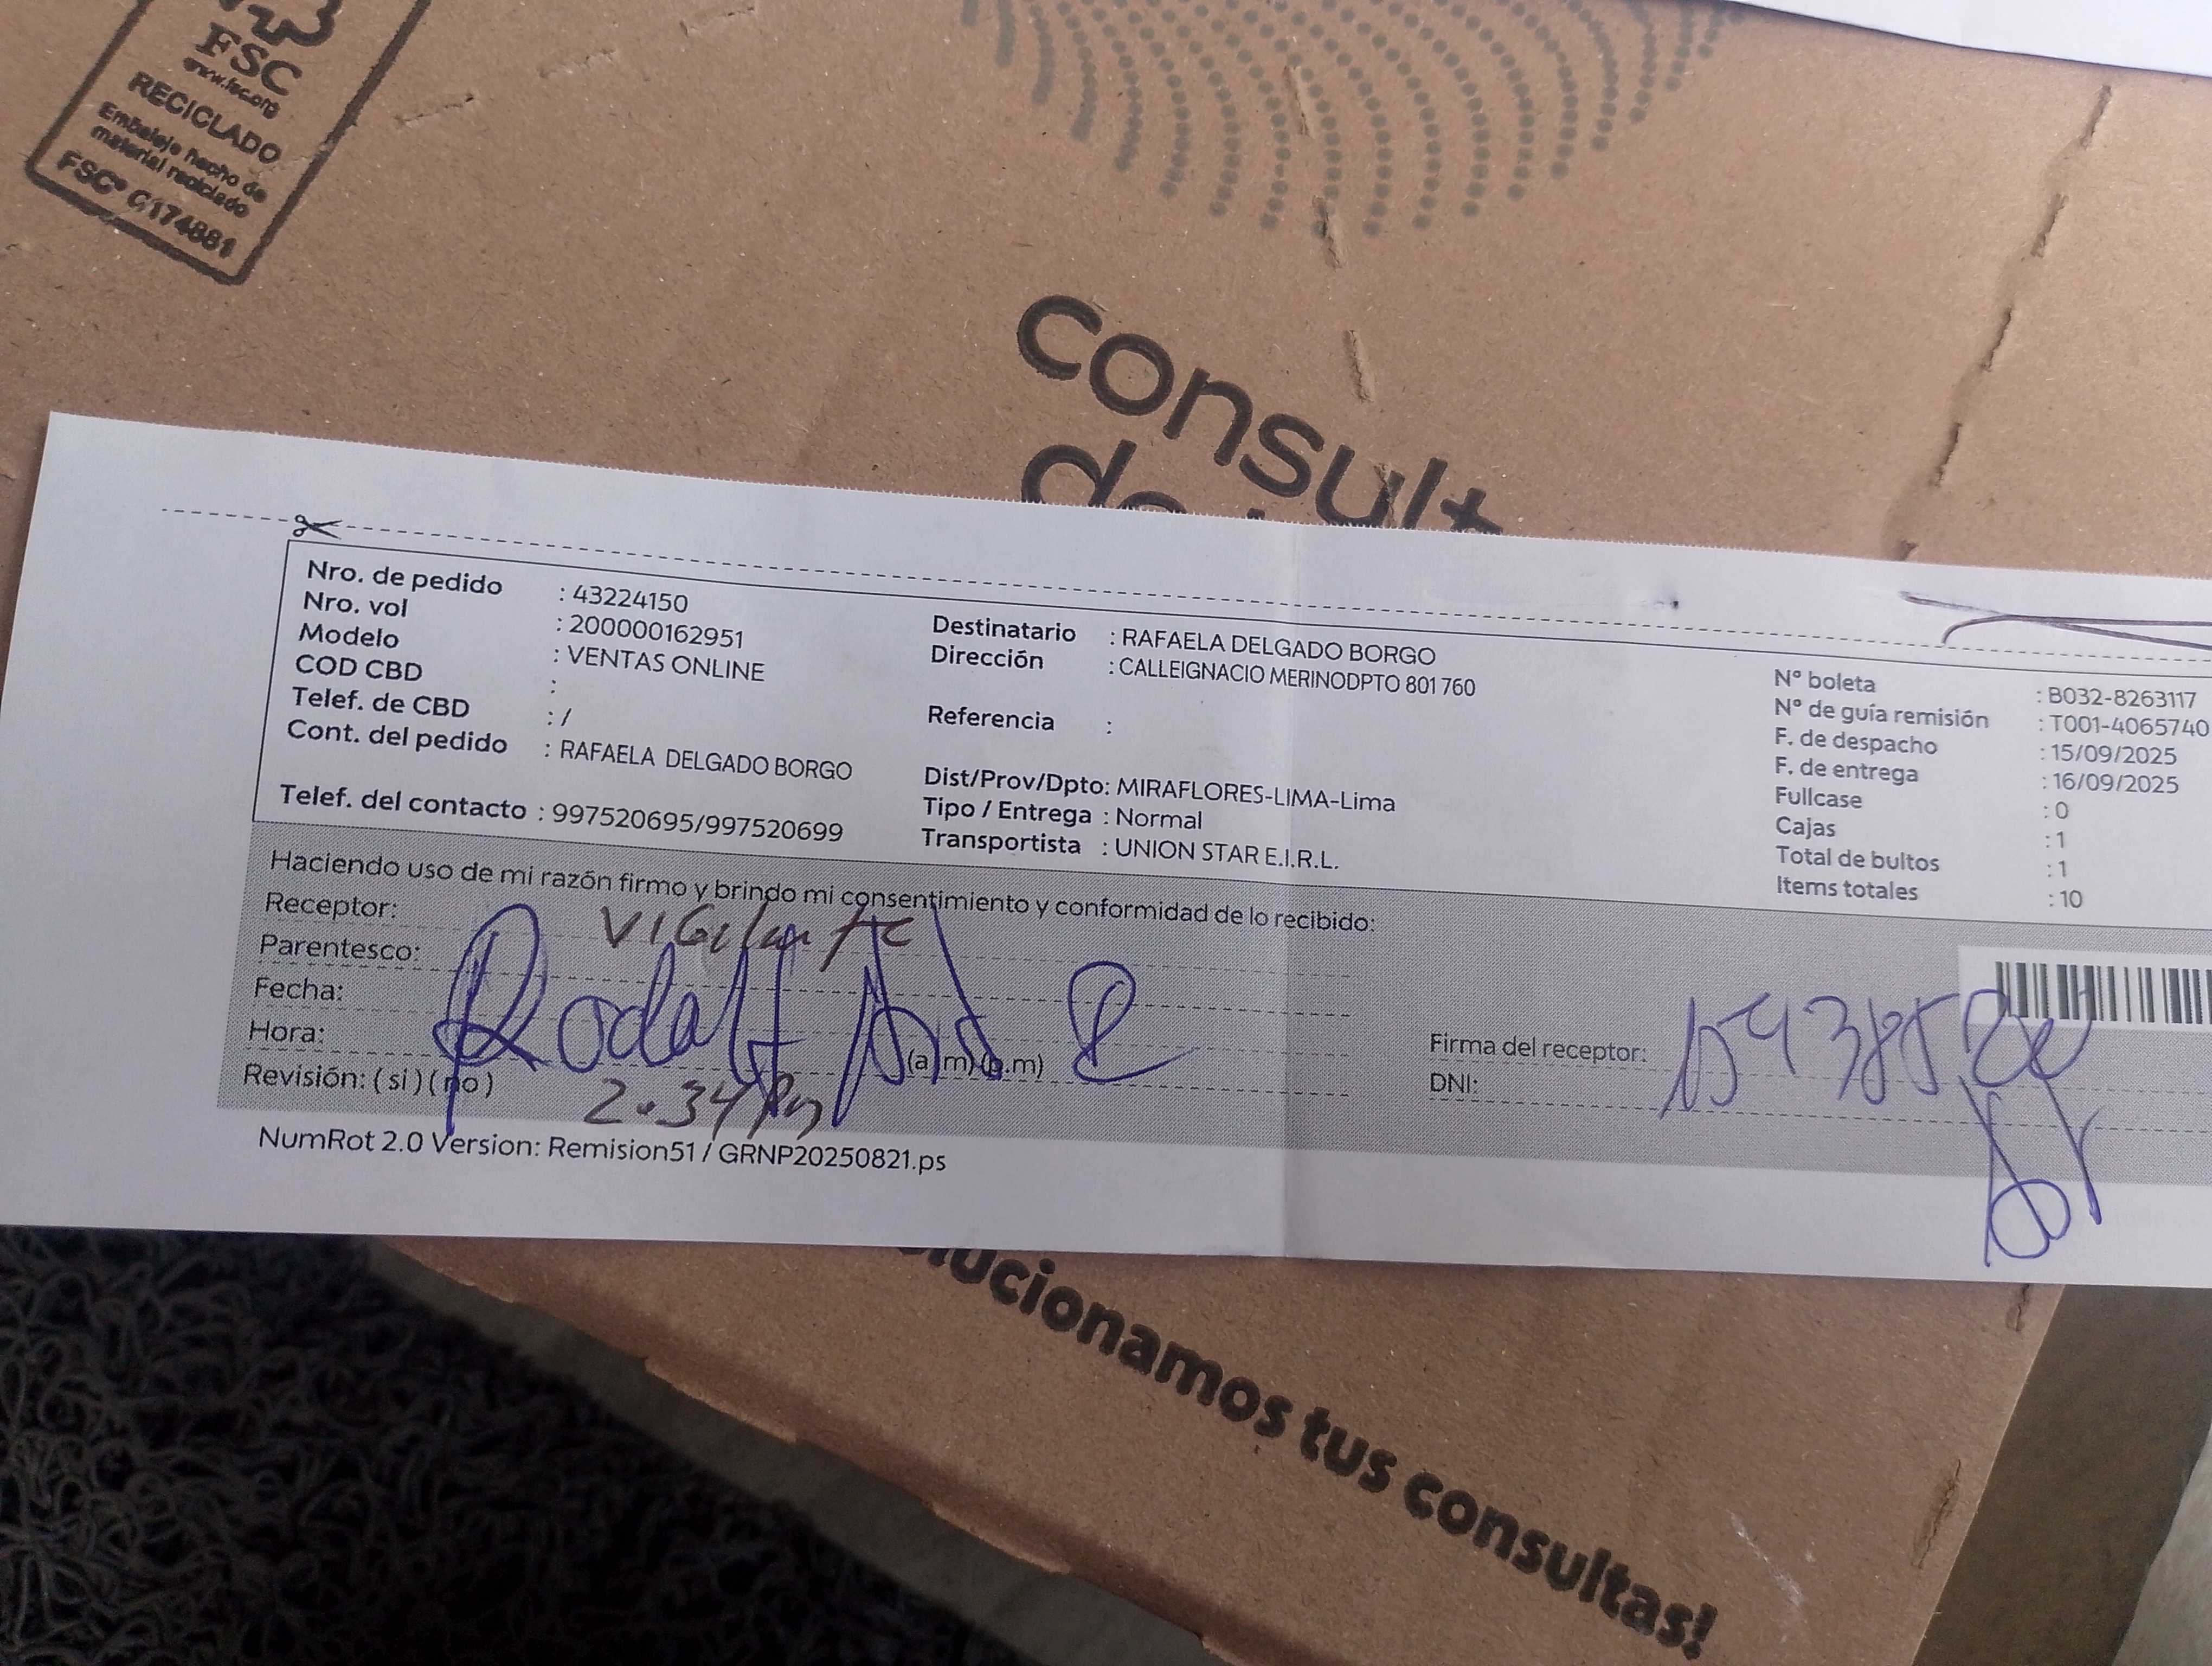 FSC
www.fsc.org
RECICLADO
Embalaje hecho de
material reciclado
FSC® C174881
consult
Nro. de pedido : 43224150
Nro. vol : 200000162951
Modelo : VENTAS ONLINE
COD CBD :
Telef. de CBD : /
Cont. del pedido : RAFAELA DELGADO BORGO
Telef. del contacto : 997520695/997520699
Destinatario : RAFAELA DELGADO BORGO
Dirección : CALLEIGNACIO MERINODPTO 801 760
Referencia :
Dist/Prov/Dpto: MIRAFLORES-LIMA-Lima
Tipo / Entrega : Normal
Transportista : UNION STAR E.I.R.L.
N° boleta : B032-8263117
N° de guía remisión : T001-4065740
F. de despacho : 15/09/2025
F. de entrega : 16/09/2025
Fullcase : 0
Cajas : 1
Total de bultos : 1
Items totales : 10
Haciendo uso de mi razón firmo y brindo mi consentimiento y conformidad de lo recibido:
Receptor: Vigilante
Parentesco:
Fecha:
Hora: (a.m)(p.m)
Revisión: ( si ) ( no ) 2.34 Pm
Firma del receptor:
DNI:
NumRot 2.0 Version: Remision51 / GRNP20250821.ps
lucionamos tus consultas!